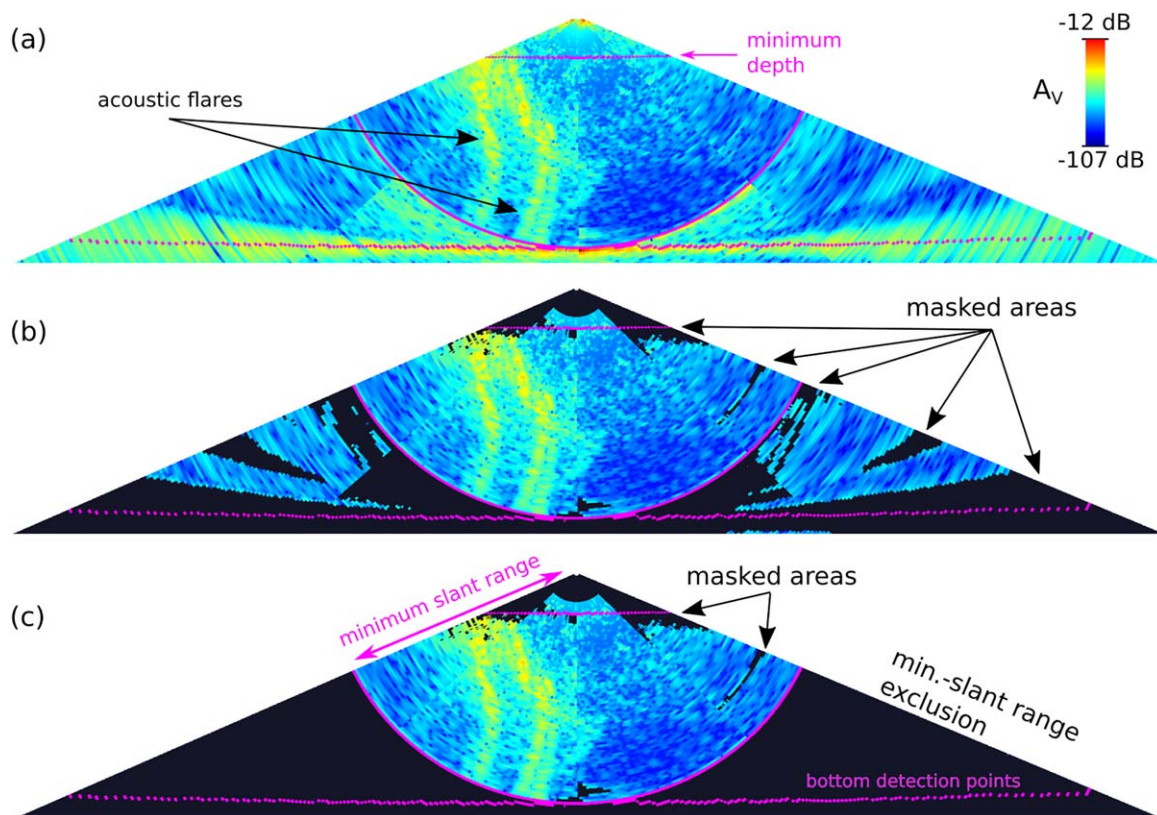 (a)
minimum
depth
-12 dB
Aᵥ
-107 dB
acoustic flares
(b)
masked areas
(c)
minimum slant range
masked areas
min.-slant range
exclusion
bottom detection points